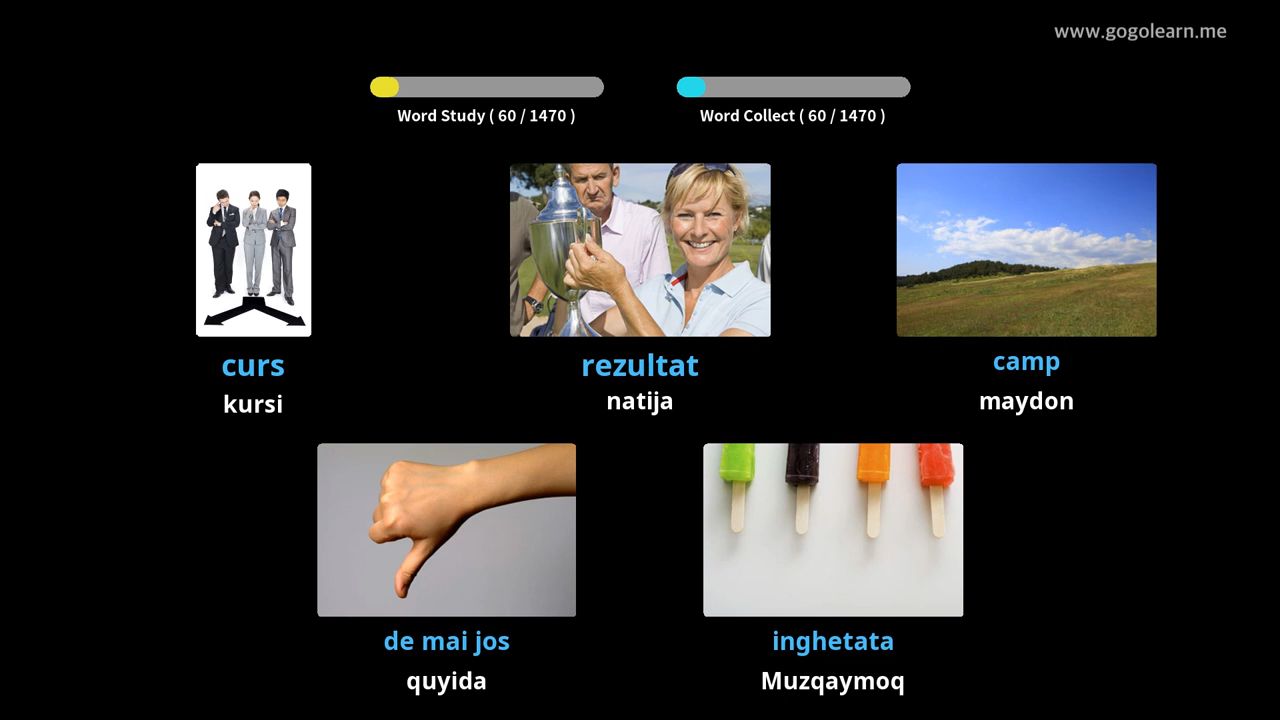 www.gogolearn.me
Word Study ( 60 / 1470 )
Word Collect ( 60 / 1470 )
curs
kursi
rezultat
natija
camp
maydon
de mai jos
quyida
inghetata
Muzqaymoq